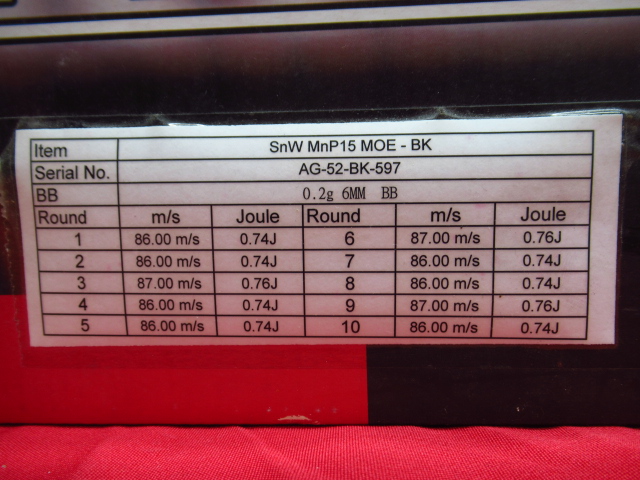 Item SnW MnP15 MOE - BK
Serial No. AG-52-BK-597
BB 0.2g 6MM BB
Round m/s Joule Round m/s Joule
1 86.00 m/s 0.74J 6 87.00 m/s 0.76J
2 86.00 m/s 0.74J 7 86.00 m/s 0.74J
3 87.00 m/s 0.76J 8 86.00 m/s 0.74J
4 86.00 m/s 0.74J 9 87.00 m/s 0.76J
5 86.00 m/s 0.74J 10 86.00 m/s 0.74J